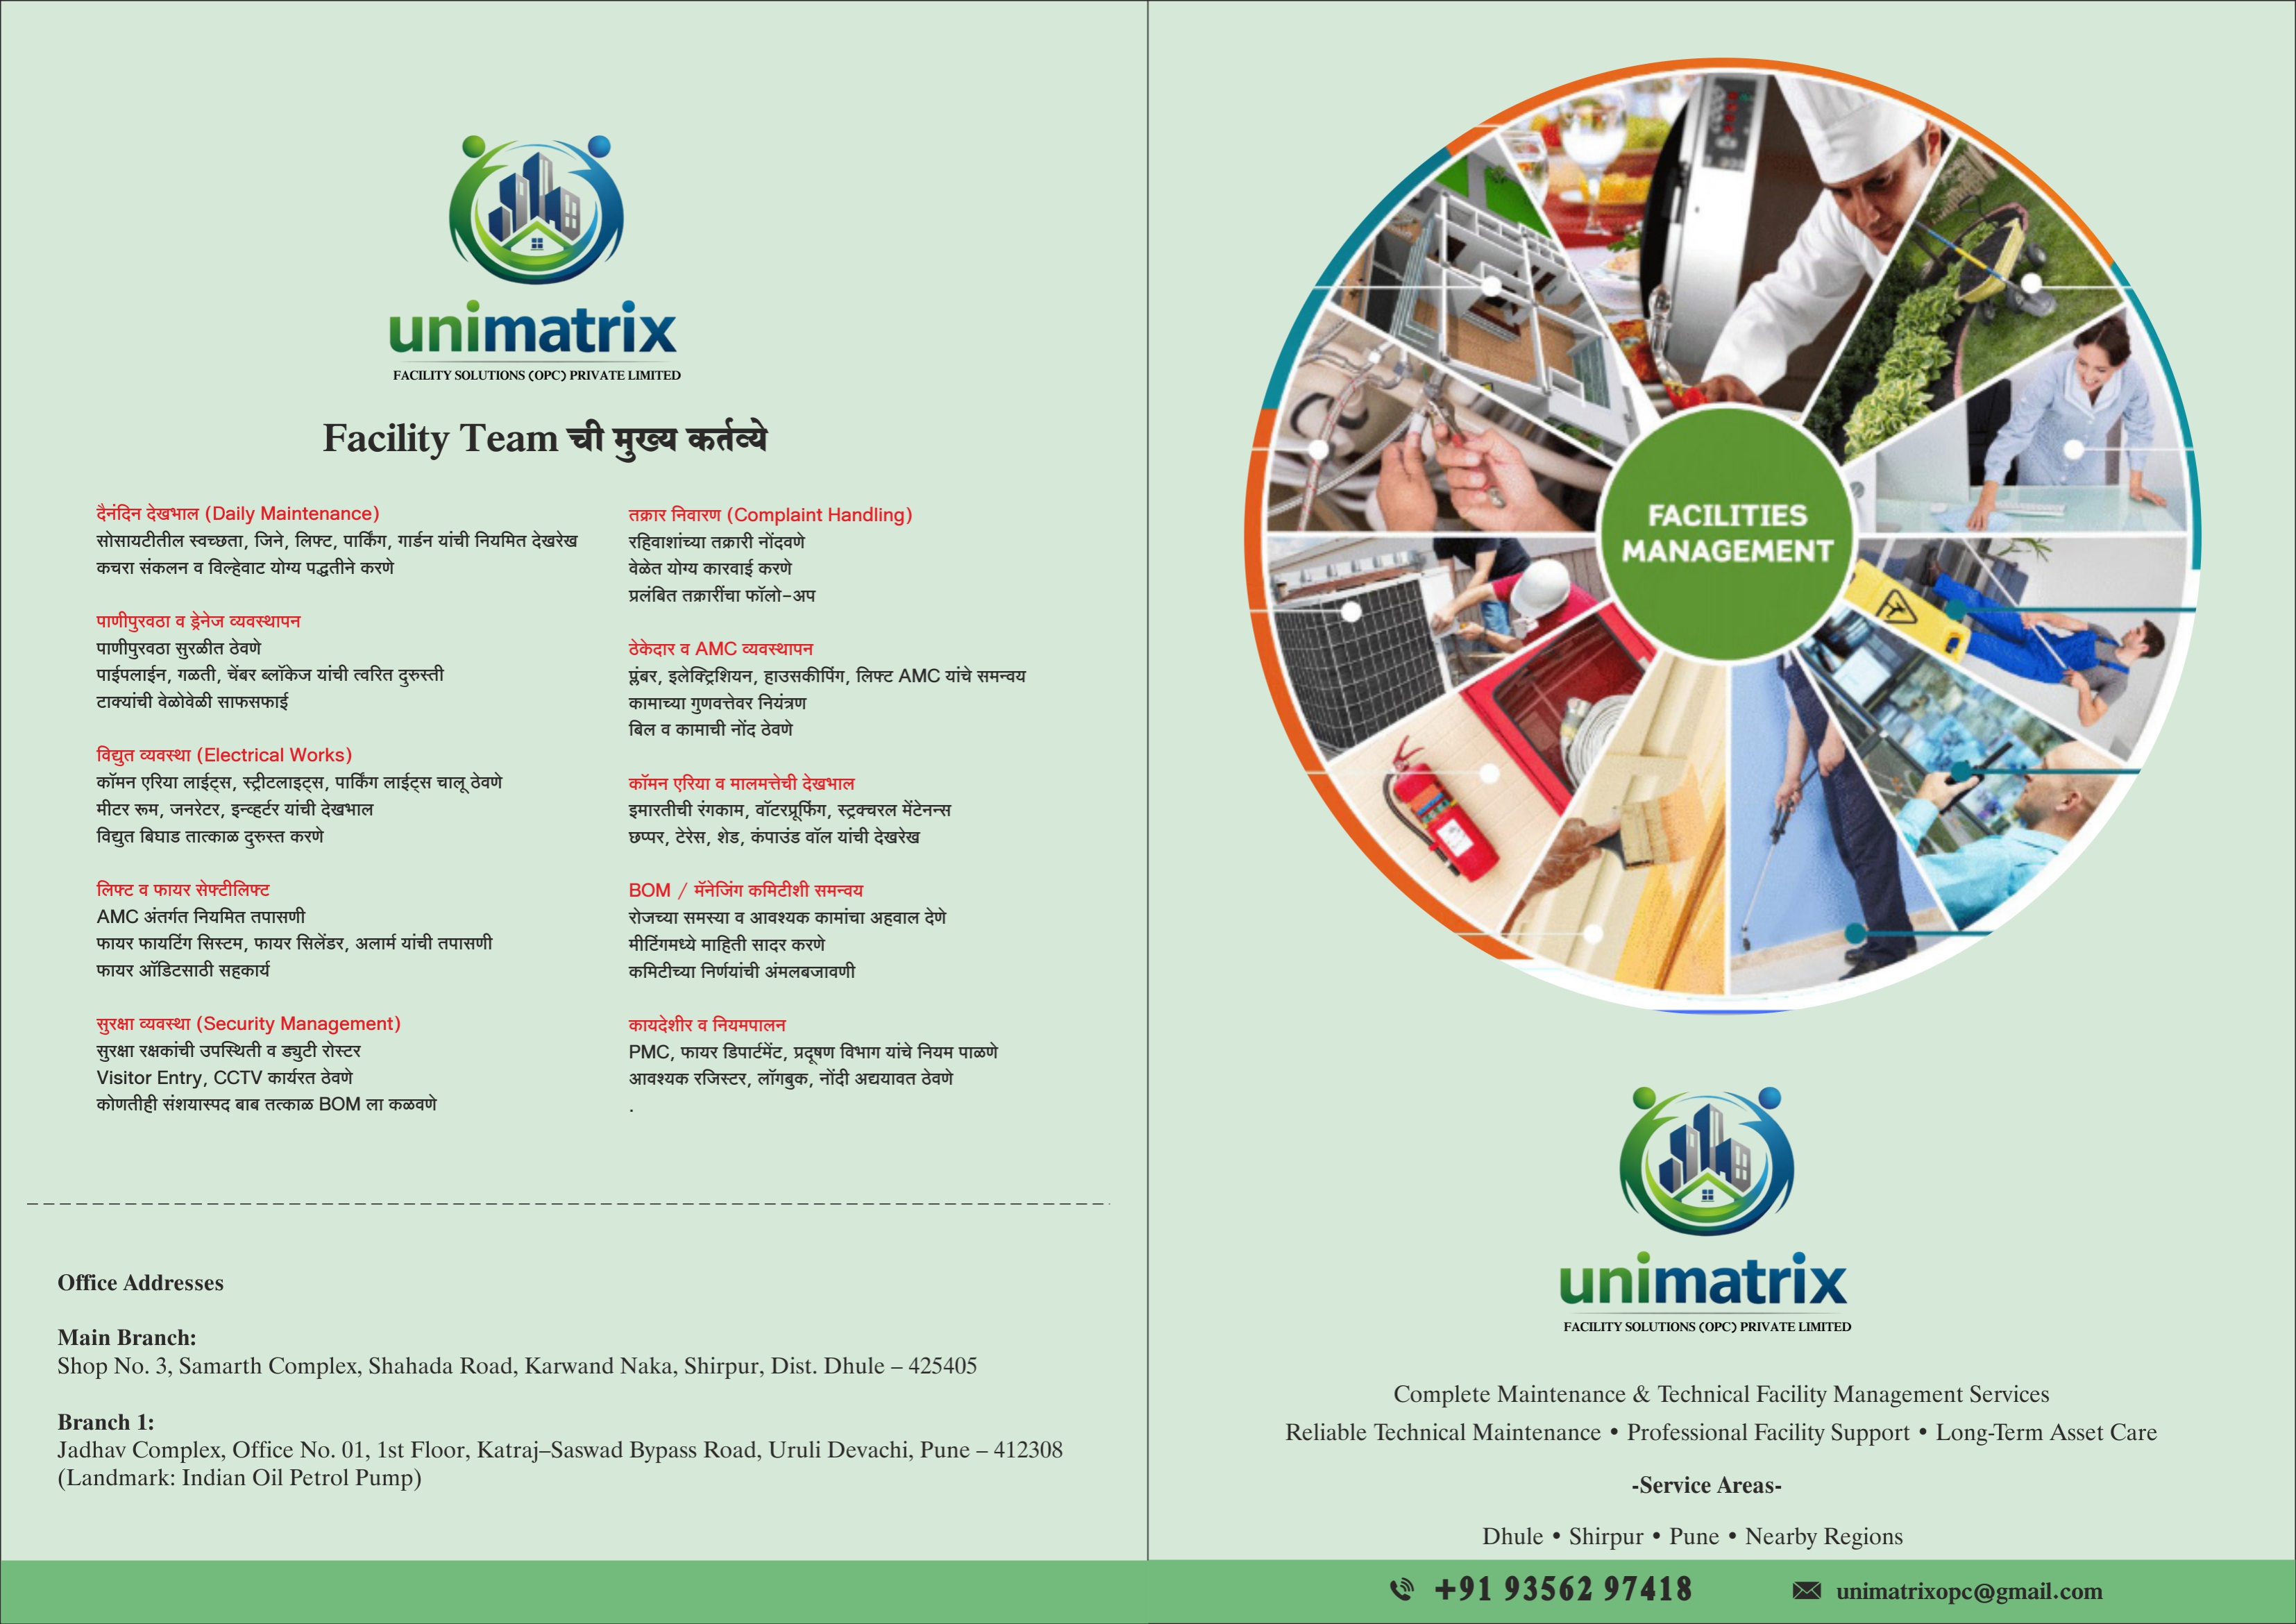 unimatrix
FACILITY SOLUTIONS (OPC) PRIVATE LIMITED
Facility Team ची मुख्य कर्तव्ये
दैनंदिन देखभाल (Daily Maintenance)
सोसायटीतील स्वच्छता, जिने, लिफ्ट, पार्किंग, गार्डन यांची नियमित देखरेख
कचरा संकलन व विल्हेवाट योग्य पद्धतीने करणे
पाणीपुरवठा व ड्रेनेज व्यवस्थापन
पाणीपुरवठा सुरळीत ठेवणे
पाईपलाईन, गळती, चेंबर ब्लॉकेज यांची त्वरित दुरुस्ती
टाक्यांची वेळोवेळी साफसफाई
विद्युत व्यवस्था (Electrical Works)
कॉमन एरिया लाईट्स, स्ट्रीटलाइट्स, पार्किंग लाईट्स चालू ठेवणे
मीटर रूम, जनरेटर, इन्व्हर्टर यांची देखभाल
विद्युत बिघाड तात्काळ दुरुस्त करणे
लिफ्ट व फायर सेफ्टीलिफ्ट
AMC अंतर्गत नियमित तपासणी
फायर फायटिंग सिस्टम, फायर सिलेंडर, अलार्म यांची तपासणी
फायर ऑडिटसाठी सहकार्य
सुरक्षा व्यवस्था (Security Management)
सुरक्षा रक्षकांची उपस्थिती व ड्युटी रोस्टर
Visitor Entry, CCTV कार्यरत ठेवणे
कोणतीही संशयास्पद बाब तत्काळ BOM ला कळवणे
तक्रार निवारण (Complaint Handling)
रहिवाशांच्या तक्रारी नोंदवणे
वेळेत योग्य कारवाई करणे
प्रलंबित तक्रारींचा फॉलो-अप
ठेकेदार व AMC व्यवस्थापन
प्लंबर, इलेक्ट्रिशियन, हाउसकीपिंग, लिफ्ट AMC यांचे समन्वय
कामाच्या गुणवत्तेवर नियंत्रण
बिल व कामाची नोंद ठेवणे
कॉमन एरिया व मालमत्तेची देखभाल
इमारतीची रंगकाम, वॉटरप्रूफिंग, स्ट्रक्चरल मेंटेनन्स
छप्पर, टेरेस, शेड, कंपाउंड वॉल यांची देखरेख
BOM / मॅनेजिंग कमिटीशी समन्वय
रोजच्या समस्या व आवश्यक कामांचा अहवाल देणे
मीटिंगमध्ये माहिती सादर करणे
कमिटीच्या निर्णयांची अंमलबजावणी
कायदेशीर व नियमपालन
PMC, फायर डिपार्टमेंट, प्रदूषण विभाग यांचे नियम पाळणे
आवश्यक रजिस्टर, लॉगबुक, नोंदी अद्ययावत ठेवणे
.
Office Addresses
Main Branch:
Shop No. 3, Samarth Complex, Shahada Road, Karwand Naka, Shirpur, Dist. Dhule – 425405
Branch 1:
Jadhav Complex, Office No. 01, 1st Floor, Katraj–Saswad Bypass Road, Uruli Devachi, Pune – 412308
(Landmark: Indian Oil Petrol Pump)
FACILITIES
MANAGEMENT
unimatrix
FACILITY SOLUTIONS (OPC) PRIVATE LIMITED
Complete Maintenance & Technical Facility Management Services
Reliable Technical Maintenance • Professional Facility Support • Long-Term Asset Care
-Service Areas-
Dhule • Shirpur • Pune • Nearby Regions
+91 93562 97418
unimatrixopc@gmail.com